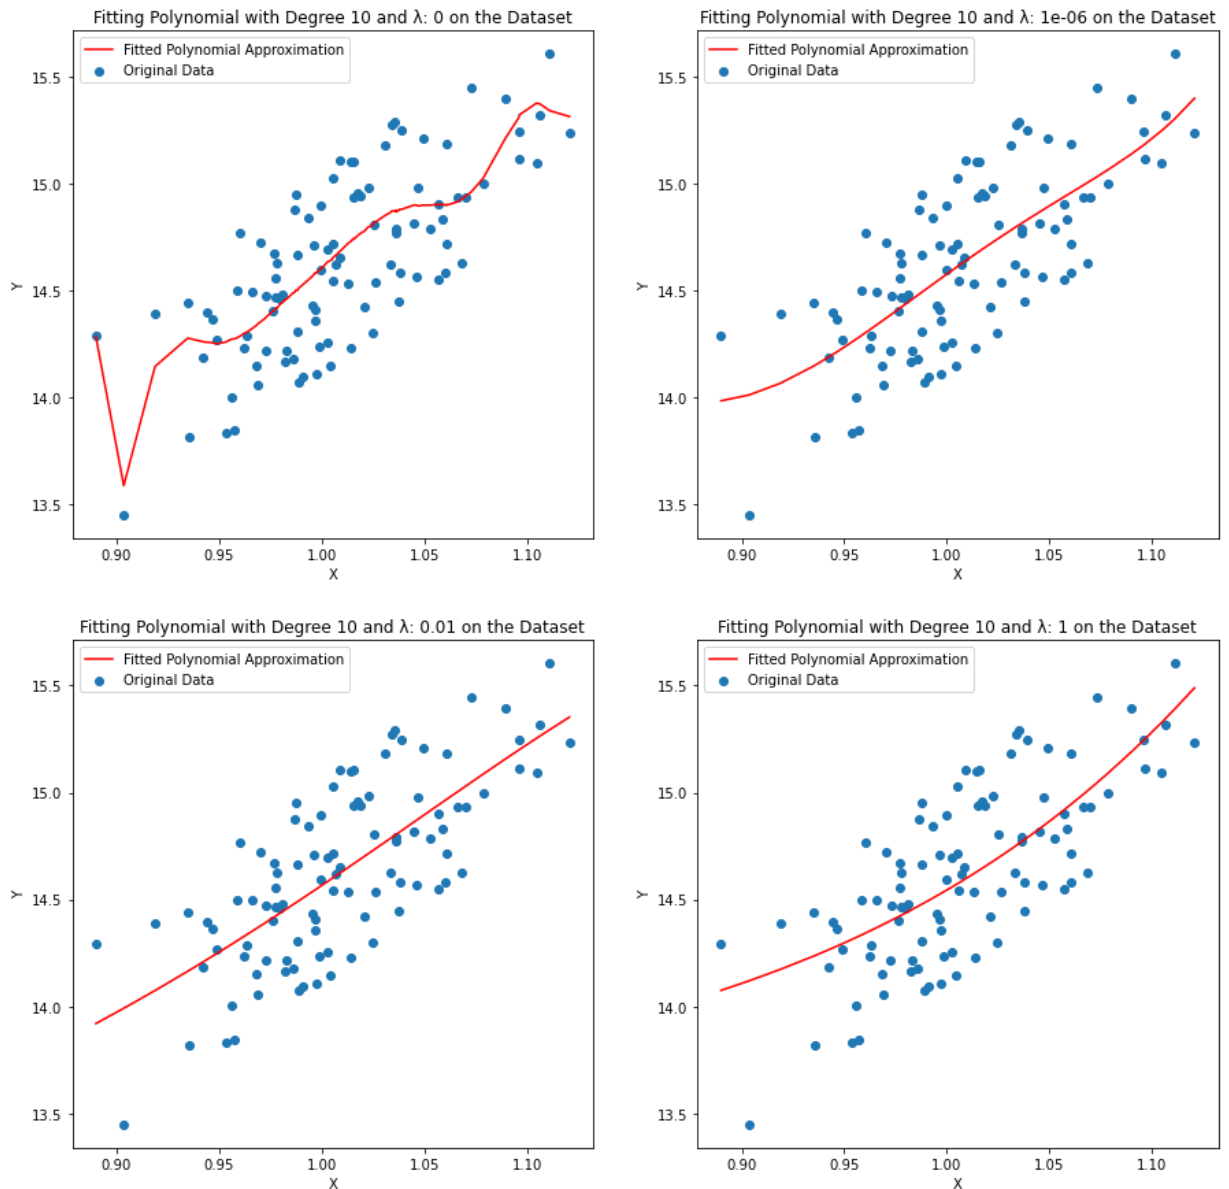 Fitting Polynomial with Degree 10 and λ: 0 on the Dataset
Fitted Polynomial Approximation
Original Data
15.5
15.0
14.5
14.0
13.5
Y
0.90 0.95 1.00 1.05 1.10
X
Fitting Polynomial with Degree 10 and λ: 1e-06 on the Dataset
Fitted Polynomial Approximation
Original Data
15.5
15.0
14.5
14.0
13.5
Y
0.90 0.95 1.00 1.05 1.10
X
Fitting Polynomial with Degree 10 and λ: 0.01 on the Dataset
Fitted Polynomial Approximation
Original Data
15.5
15.0
14.5
14.0
13.5
Y
0.90 0.95 1.00 1.05 1.10
X
Fitting Polynomial with Degree 10 and λ: 1 on the Dataset
Fitted Polynomial Approximation
Original Data
15.5
15.0
14.5
14.0
13.5
Y
0.90 0.95 1.00 1.05 1.10
X